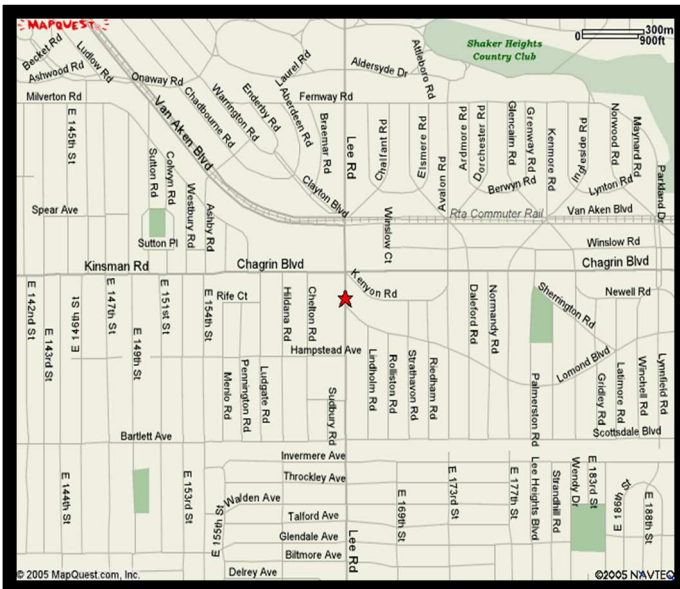 MAPQUEST
300m
0
900ft
Shaker Heights
Country Club
Becket Rd
Ludlow Rd
Ashwood Rd
Onaway Rd
Milverton Rd
Van Aken Blvd
Chadbourne Rd
Warrington Rd
Enderby Rd
Aberdeen Rd
Laurel Rd
Braemar Rd
Fernway Rd
Aldersyde Dr
Attleboro Rd
E 145th St
Lee Rd
Chalfant Rd
Elsmere Rd
Avalon Rd
Ardmore Rd
Dorchester Rd
Glencairn Rd
Grenway Rd
Kenmore Rd
Ingleside Rd
Norwood Rd
Maynard Rd
Parkland Dr
Berwyn Rd
Lynton Rd
Sutton Rd
Colwyn Rd
Westbury Rd
Ashby Rd
Clayton Blvd
Spear Ave
Sutton Pl
Winslow Ct
Rta Commuter Rail
Van Aken Blvd
Winslow Rd
Kinsman Rd
Chagrin Blvd
Chagrin Blvd
Kenyon Rd
E 142nd St
E 143rd St
E 146th St
E 147th St
E 149th St
E 151st St
E 154th St
Rife Ct
Hildana Rd
Chelton Rd
Daleford Rd
Normandy Rd
Sherrington Rd
Newell Rd
Hampstead Ave
Menlo Rd
Pennington Rd
Ludgate Rd
Sudbury Rd
Lindholm Rd
Rolliston Rd
Strathavon Rd
Riedham Rd
Palmerston Rd
Lomond Blvd
Gridley Rd
Latimore Rd
Winchell Rd
Lynnfield Rd
Bartlett Ave
Scottsdale Blvd
Invermere Ave
Throckley Ave
Walden Ave
Talford Ave
Glendale Ave
Biltmore Ave
Delrey Ave
E 144th St
E 153rd St
E 155th St
Lee Rd
E 169th St
E 173rd St
E 177th St
Lee Heights Blvd
Strandhill Rd
Wendy Dr
E 183rd St
E 186th St
E 188th St
© 2005 MapQuest.com, Inc.
©2005 NAVTEQ